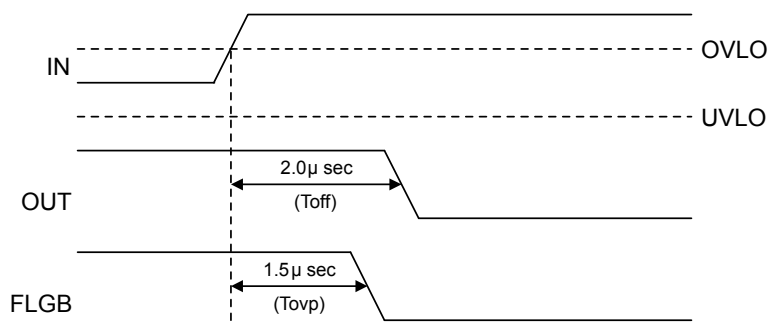 IN
OVLO
UVLO
OUT
2.0μ sec
(Toff)
FLGB
1.5μ sec
(Tovp)